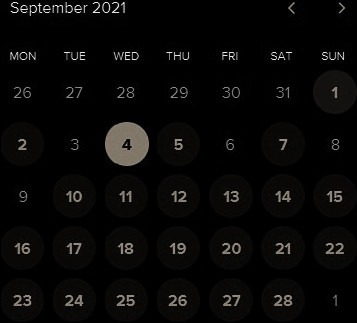 September 2021
MON TUE WED THU FRI SAT SUN
26 27 28 29 30 31 1
2 3 4 5 6 7 8
9 10 11 12 13 14 15
16 17 18 19 20 21 22
23 24 25 26 27 28 1